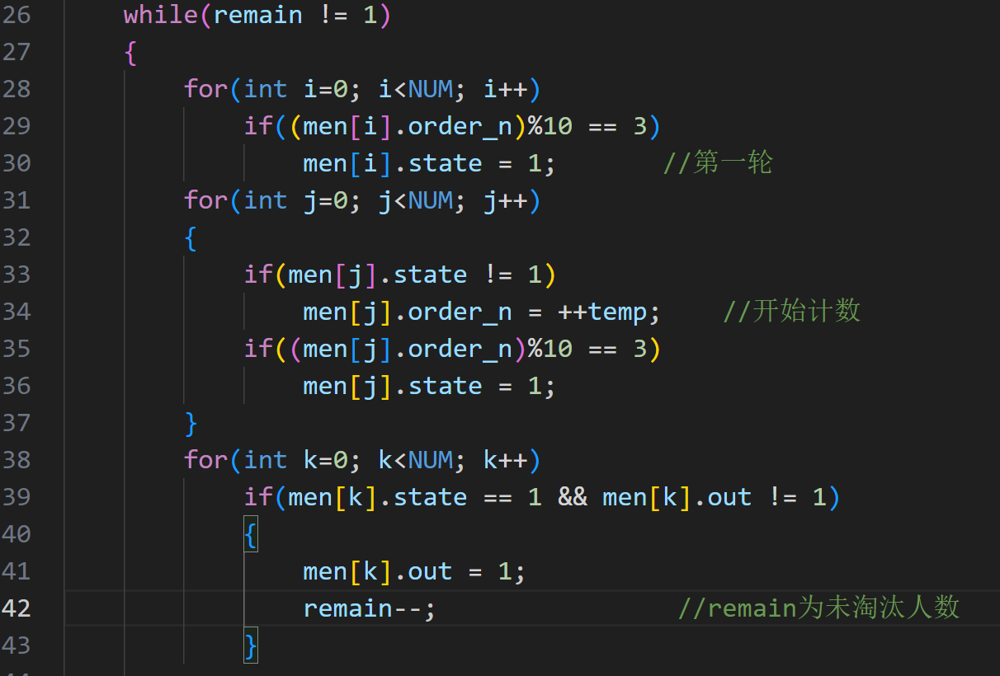 26 while(remain != 1)
27 {
28 for(int i=0; i<NUM; i++)
29 if((men[i].order_n)%10 == 3)
30 men[i].state = 1; //第一轮
31 for(int j=0; j<NUM; j++)
32 {
33 if(men[j].state != 1)
34 men[j].order_n = ++temp; //开始计数
35 if((men[j].order_n)%10 == 3)
36 men[j].state = 1;
37 }
38 for(int k=0; k<NUM; k++)
39 if(men[k].state == 1 && men[k].out != 1)
40 {
41 men[k].out = 1;
42 remain--; //remain为未淘汰人数
43 }